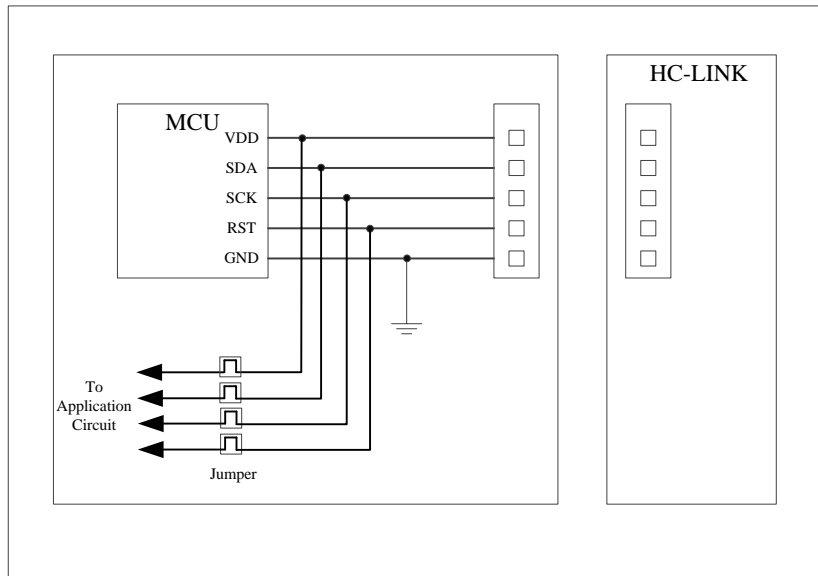 HC-LINK
MCU
VDD
SDA
SCK
RST
GND
To
Application
Circuit
Jumper